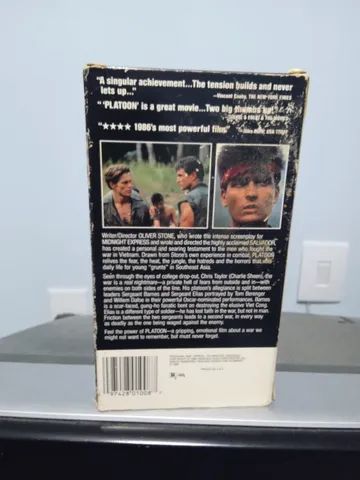 "A singular achievement...The tension builds and never
lets up..."
—Vincent Canby, THE NEW YORK TIMES
"'PLATOON' is a great movie...Two big thumbs up!"
"★★★★ 1986's most powerful film"
USA TODAY
Writer/Director OLIVER STONE, who wrote the intense screenplay for
MIDNIGHT EXPRESS and wrote and directed the highly acclaimed SALVADOR,
has created a personal and searing testament to the men who fought the
war in Vietnam. Drawn from Stone's own experience in combat, PLATOON
relives the fear, the heat, the jungle, the hatreds and the horrors that were
daily life for young "grunts" in Southeast Asia.
Seen through the eyes of college drop-out, Chris Taylor (Charlie Sheen), the
war is a real nightmare—a private hell of fears from outside and in—with
enemies on both sides of the line. His platoon's allegiance is split between
leaders Sergeant Barnes and Sergeant Elias portrayed by Tom Berenger
and Willem Dafoe in their powerful Oscar-nominated performances. Barnes
is a scar-faced, gung-ho fanatic bent on destroying the elusive Viet Cong.
Elias is a different type of soldier—he has lost faith in the war, but not in man.
Friction between the two sergeants leads to a second war, in every way
as deadly as the one being waged against the enemy.
Feel the power of PLATOON—a gripping, emotional film about a war we
might not want to remember, but must never forget.
97428 01008